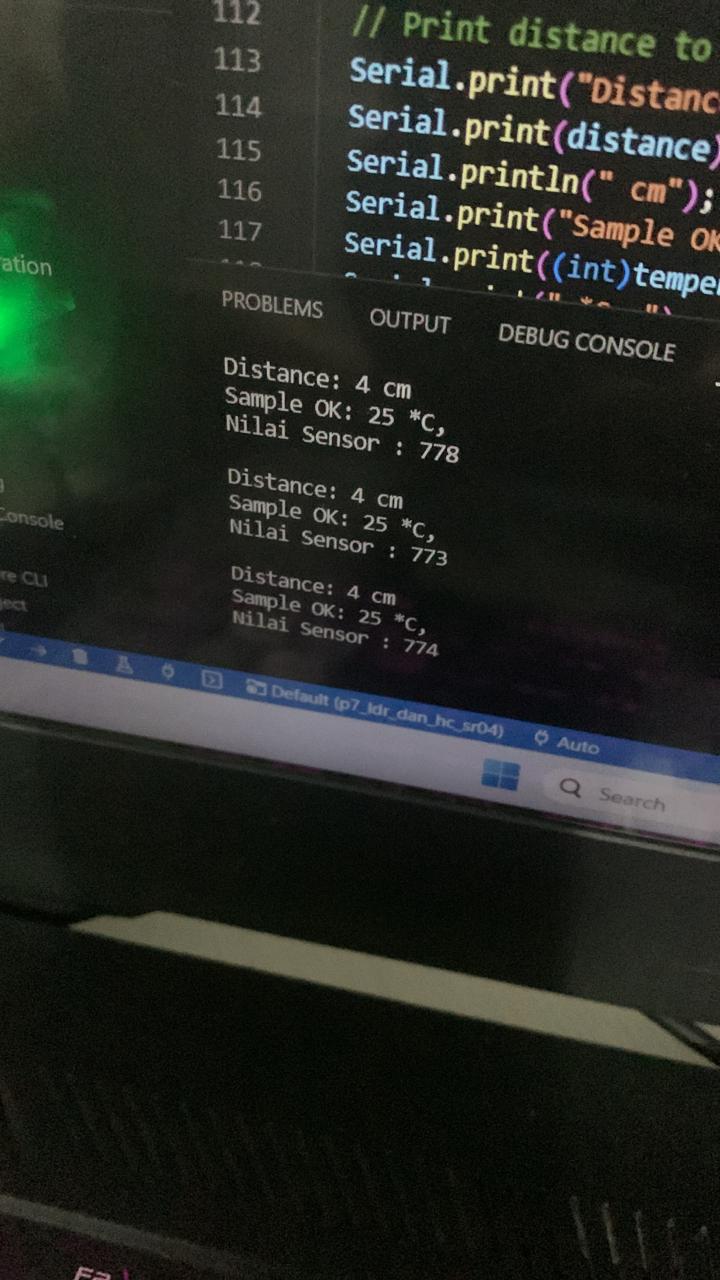 112 // Print distance to
113 Serial.print("Distanc
114 Serial.print(distance)
115 Serial.println(" cm");
116 Serial.print("Sample OK
117 Serial.print((int)temper
ation
PROBLEMS OUTPUT DEBUG CONSOLE
Distance: 4 cm
Sample OK: 25 *C,
Nilai Sensor : 778
Distance: 4 cm
Sample OK: 25 *C,
Nilai Sensor : 773
Distance: 4 cm
Sample OK: 25 *C,
Nilai Sensor : 774
Console
re CLI
ject
Default (p7_ldr_dan_hc_sr04) Auto
Search